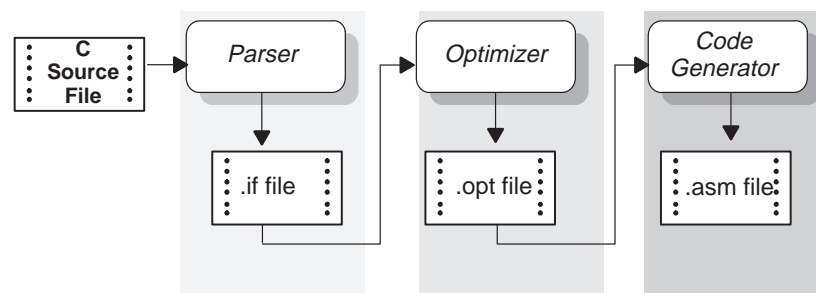 C
Source
File
Parser
Optimizer
Code
Generator
.if file
.opt file
.asm file